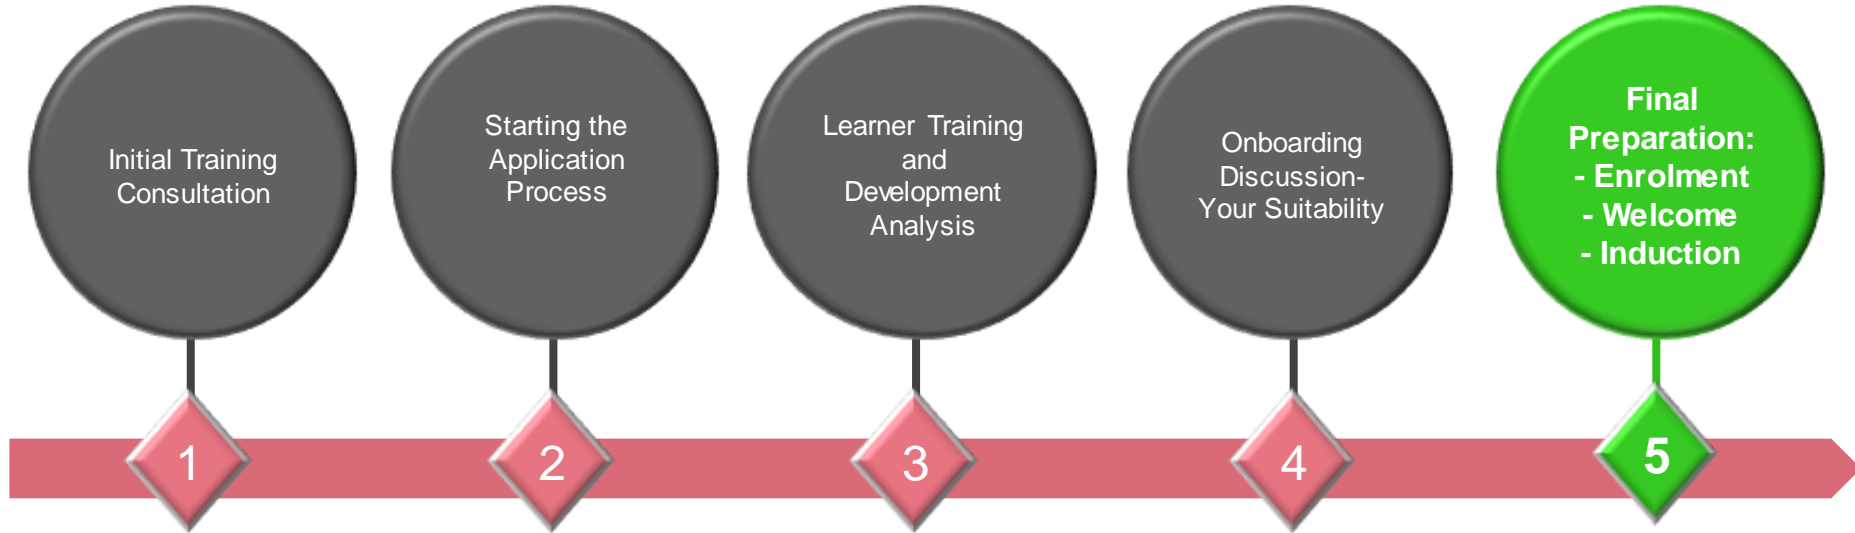 Initial Training
Consultation
Starting the
Application
Process
Learner Training
and
Development
Analysis
Onboarding
Discussion-
Your Suitability
Final
Preparation:
- Enrolment
- Welcome
- Induction
1
2
3
4
5